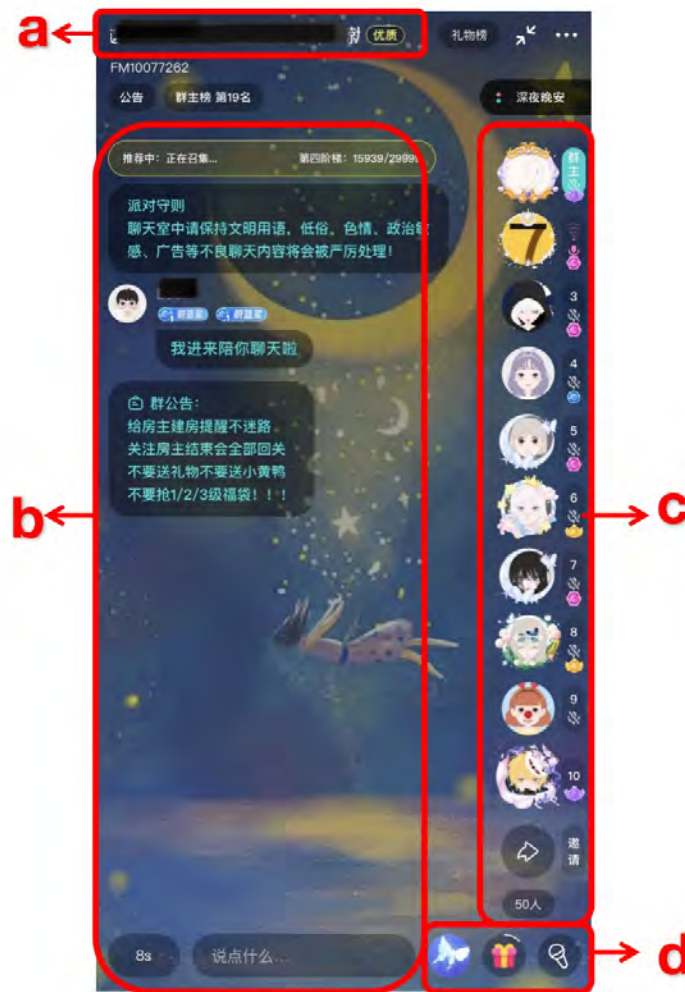 a
优质
礼物榜
FM10077262
公告
群主榜 第19名
深夜晚安
推荐中：正在召集... 第四阶梯：15939/29999
派对守则
聊天室中请保持文明用语，低俗、色情、政治敏
感、广告等不良聊天内容将会被严厉处理！
群主
蔚蓝星 蔚蓝星
我进来陪你聊天啦
3
4
群公告：
给房主建房提醒不迷路
关注房主结束会全部回关
不要送礼物不要送小黄鸭
不要抢1/2/3级福袋！！！
5
6
b
c
7
8
9
10
邀请
50人
8s
说点什么...
d